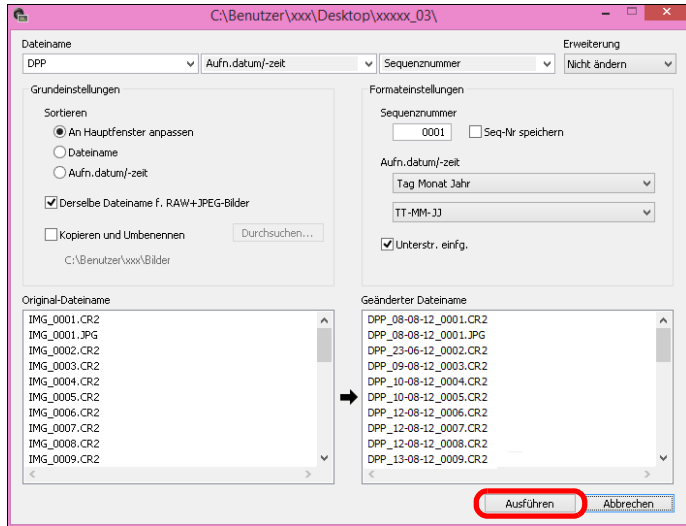 C:\Benutzer\xxx\Desktop\xxxxx_03\
Dateiname
Erweiterung
DPP
Aufn.datum/-zeit
Sequenznummer
Nicht ändern
Grundeinstellungen
Sortieren
An Hauptfenster anpassen
Dateiname
Aufn.datum/-zeit
Derselbe Dateiname f. RAW+JPEG-Bilder
Kopieren und Umbenennen
Durchsuchen...
C:\Benutzer\xxx\Bilder
Formateinstellungen
Sequenznummer
0001
Seq-Nr speichern
Aufn.datum/-zeit
Tag Monat Jahr
TT-MM-JJ
Unterstr. einfg.
Original-Dateiname
IMG_0001.CR2
IMG_0001.JPG
IMG_0002.CR2
IMG_0003.CR2
IMG_0004.CR2
IMG_0005.CR2
IMG_0006.CR2
IMG_0007.CR2
IMG_0008.CR2
IMG_0009.CR2
Geänderter Dateiname
DPP_08-08-12_0001.CR2
DPP_08-08-12_0001.JPG
DPP_23-06-12_0002.CR2
DPP_09-08-12_0003.CR2
DPP_10-08-12_0004.CR2
DPP_10-08-12_0005.CR2
DPP_12-08-12_0006.CR2
DPP_12-08-12_0007.CR2
DPP_12-08-12_0008.CR2
DPP_13-08-12_0009.CR2
Ausführen
Abbrechen